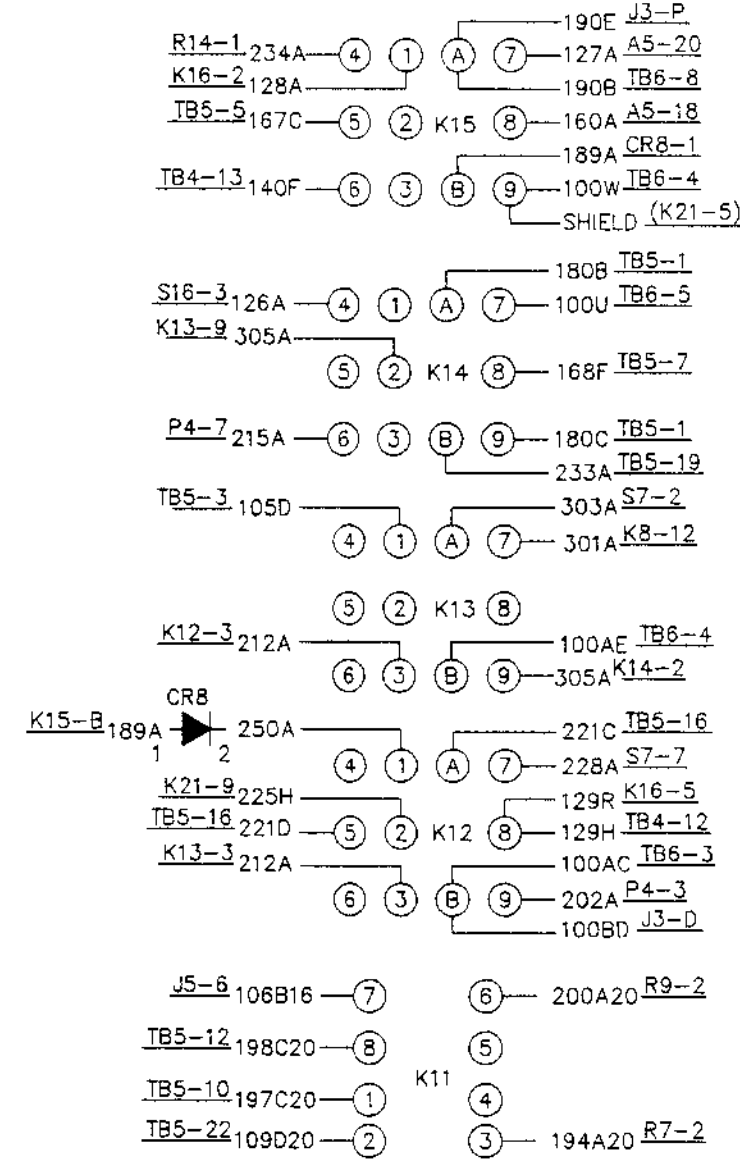 190E J3-P
R14-1 234A 4 1 A 7 127A A5-20
K16-2 128A 190B TB6-8
TB5-5 167C 5 2 K15 8 160A A5-18
189A CR8-1
TB4-13 140F 6 3 B 9 100W TB6-4
SHIELD (K21-5)
180B TB5-1
S16-3 126A 4 1 A 7 100U TB6-5
K13-9 305A
5 2 K14 8 168F TB5-7
P4-7 215A 6 3 B 9 180C TB5-1
233A TB5-19
TB5-3 105D 303A S7-2
4 1 A 7 301A K8-12
5 2 K13 8
K12-3 212A 100AE TB6-4
6 3 B 9 305A K14-2
CR8
K15-B 189A 1 2 250A 221C TB5-16
4 1 A 7 228A S7-7
K21-9 225H 129R K16-5
TB5-16 221D 5 2 K12 8 129H TB4-12
K13-3 212A 100AC TB6-3
6 3 B 9 202A P4-3
100BD J3-D
J5-6 106B16 7 6 200A20 R9-2
TB5-12 198C20 8 5
K11
TB5-10 197C20 1 4
TB5-22 109D20 2 3 194A20 R7-2